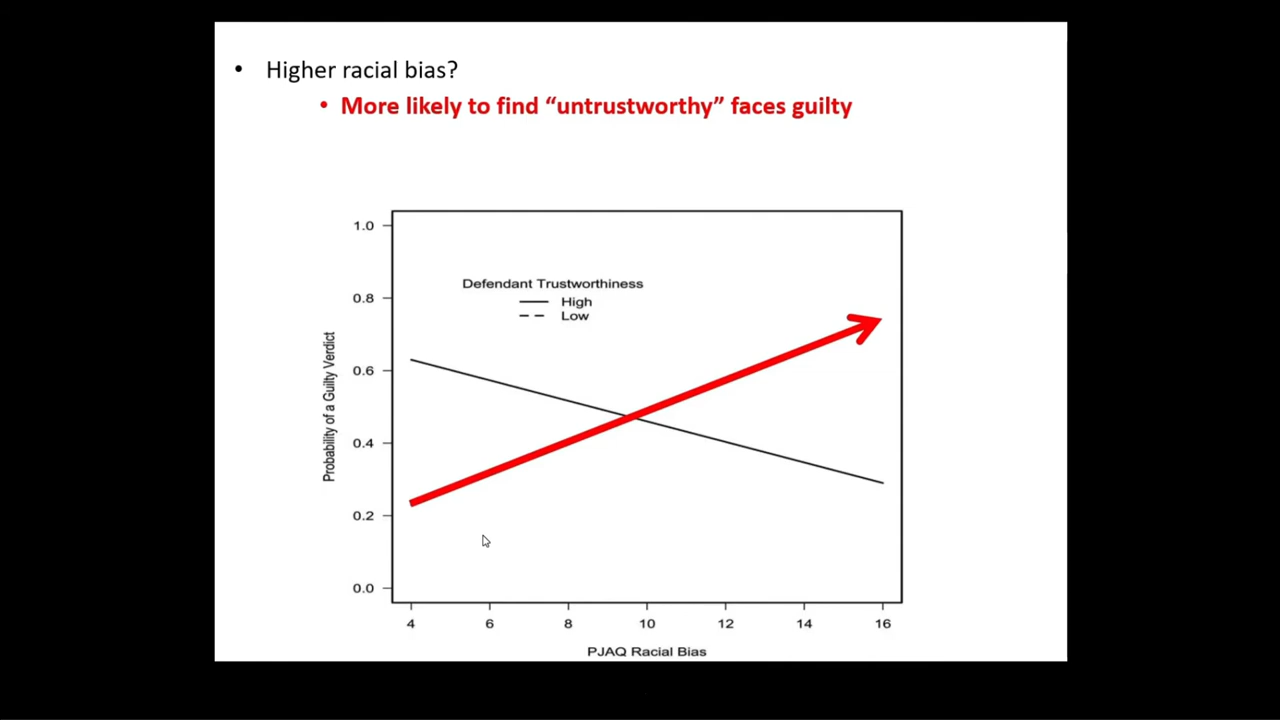 • Higher racial bias?
• More likely to find “untrustworthy” faces guilty
1.0
0.8
0.6
0.4
0.2
0.0
Probability of a Guilty Verdict
Defendant Trustworthiness
High
Low
4 6 8 10 12 14 16
PJAQ Racial Bias